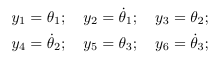 y₁ = θ₁; y₂ = θ̇₁; y₃ = θ₂;
y₄ = θ̇₂; y₅ = θ₃; y₆ = θ̇₃;